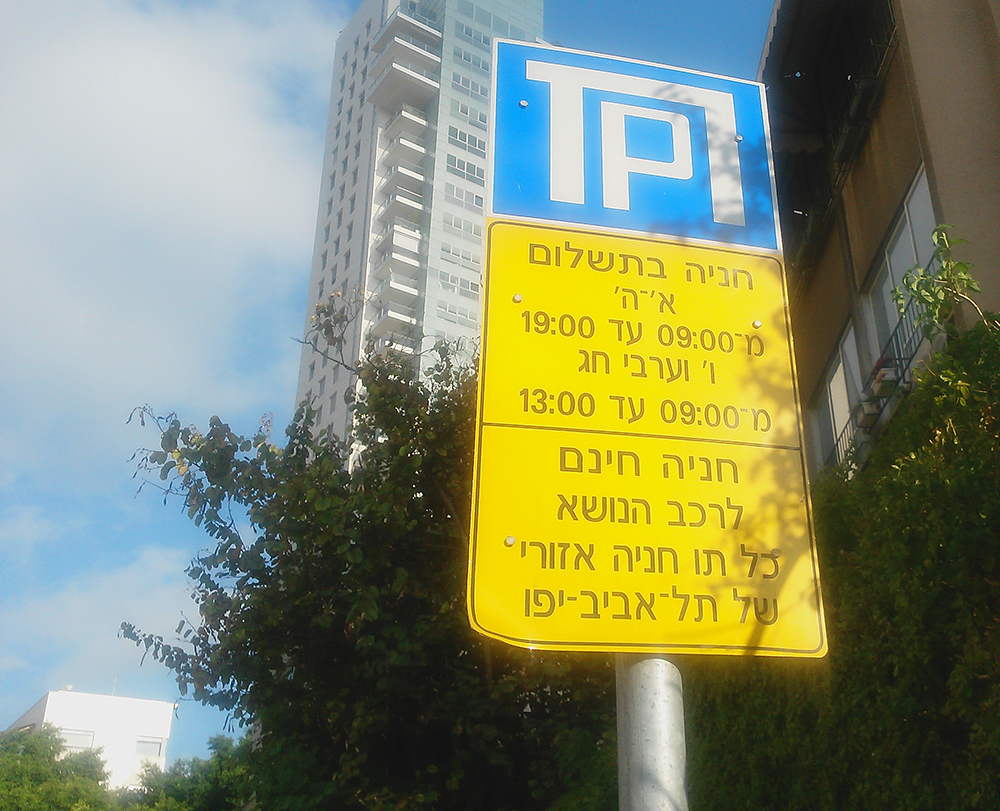 P
חניה בתשלום
א׳-ה׳
מ-09:00 עד 19:00
ו׳ וערבי חג
מ-09:00 עד 13:00
חניה חינם
לרכב הנושא
כל תו חניה אזורי
של תל-אביב-יפו